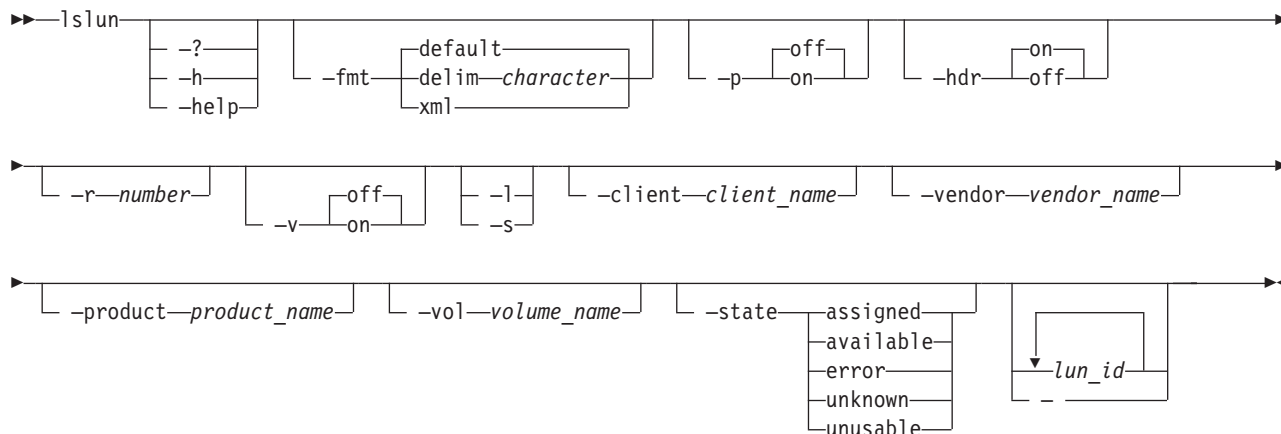 lslun
–?
–h
–help
–fmt
default
delim character
xml
–p
off
on
–hdr
on
off
–r number
–v
off
on
–l
–s
–client client_name
–vendor vendor_name
–product product_name
–vol volume_name
–state
assigned
available
error
unknown
unusable
lun_id
–